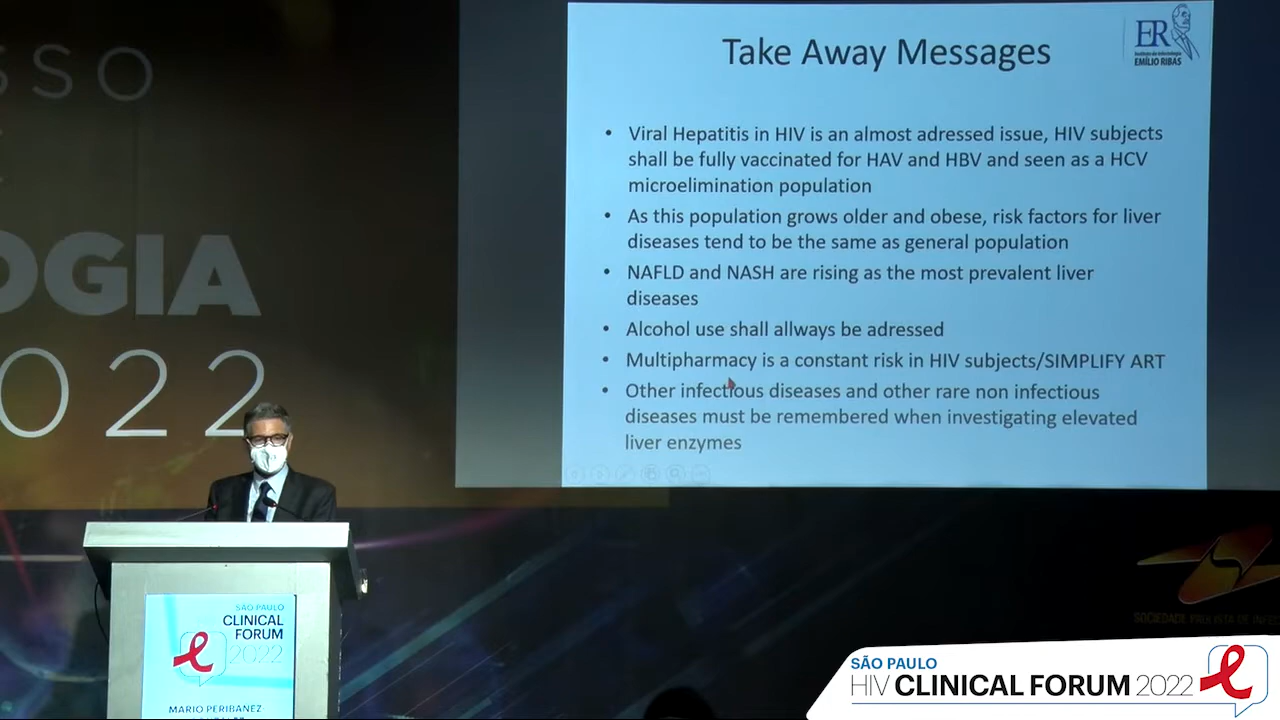 SSO
OGIA
022
Take Away Messages
ER
EMÍLIO RIBAS
• Viral Hepatitis in HIV is an almost adressed issue, HIV subjects
shall be fully vaccinated for HAV and HBV and seen as a HCV
microelimination population
• As this population grows older and obese, risk factors for liver
diseases tend to be the same as general population
• NAFLD and NASH are rising as the most prevalent liver
diseases
• Alcohol use shall allways be adressed
• Multipharmacy is a constant risk in HIV subjects/SIMPLIFY ART
• Other infectious diseases and other rare non infectious
diseases must be remembered when investigating elevated
liver enzymes
SÃO PAULO
CLINICAL
FORUM
2022
MARIO PERIBANEZ
SOCIEDADE PAULISTA DE
SÃO PAULO
HIV CLINICAL FORUM 2022